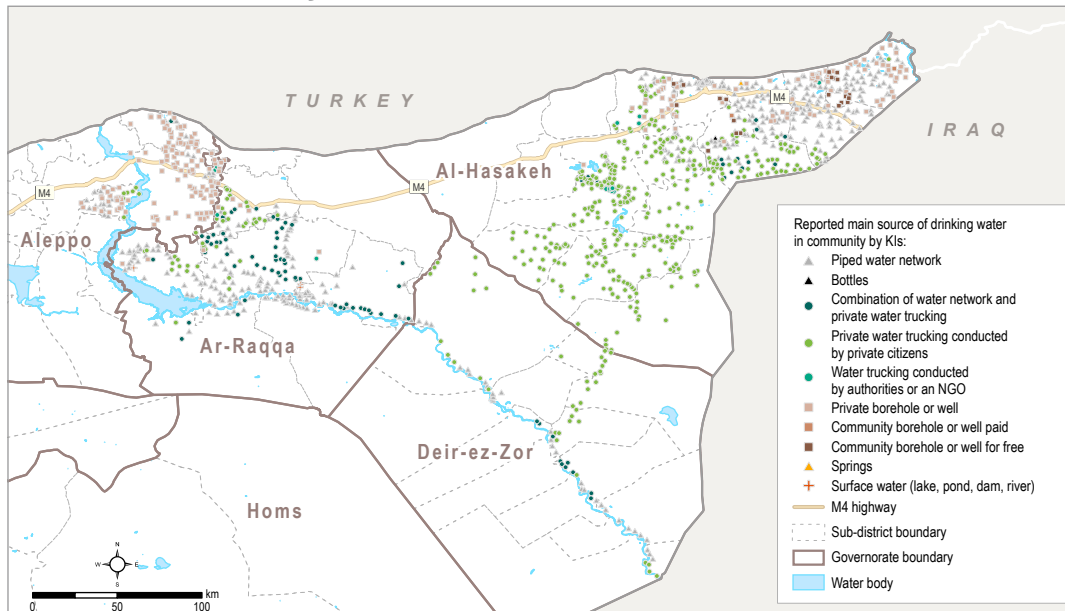 TURKEY
IRAQ
M4
M4
M4
Al-Hasakeh
Aleppo
Ar-Raqqa
Deir-ez-Zor
Homs
Reported main source of drinking water
in community by KIs:
Piped water network
Bottles
Combination of water network and
private water trucking
Private water trucking conducted
by private citizens
Water trucking conducted
by authorities or an NGO
Private borehole or well
Community borehole or well paid
Community borehole or well for free
Springs
Surface water (lake, pond, dam, river)
M4 highway
Sub-district boundary
Governorate boundary
Water body
N
W E
S
km
0 50 100